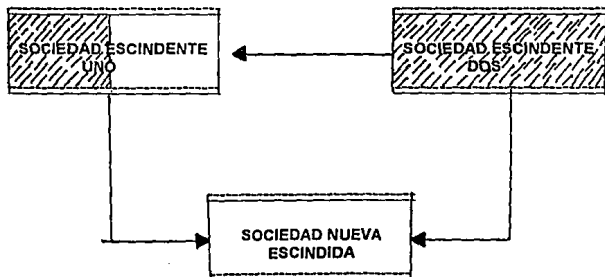 SOCIEDAD ESCINDENTE
UNO
SOCIEDAD ESCINDENTE
DOS
SOCIEDAD NUEVA
ESCINDIDA